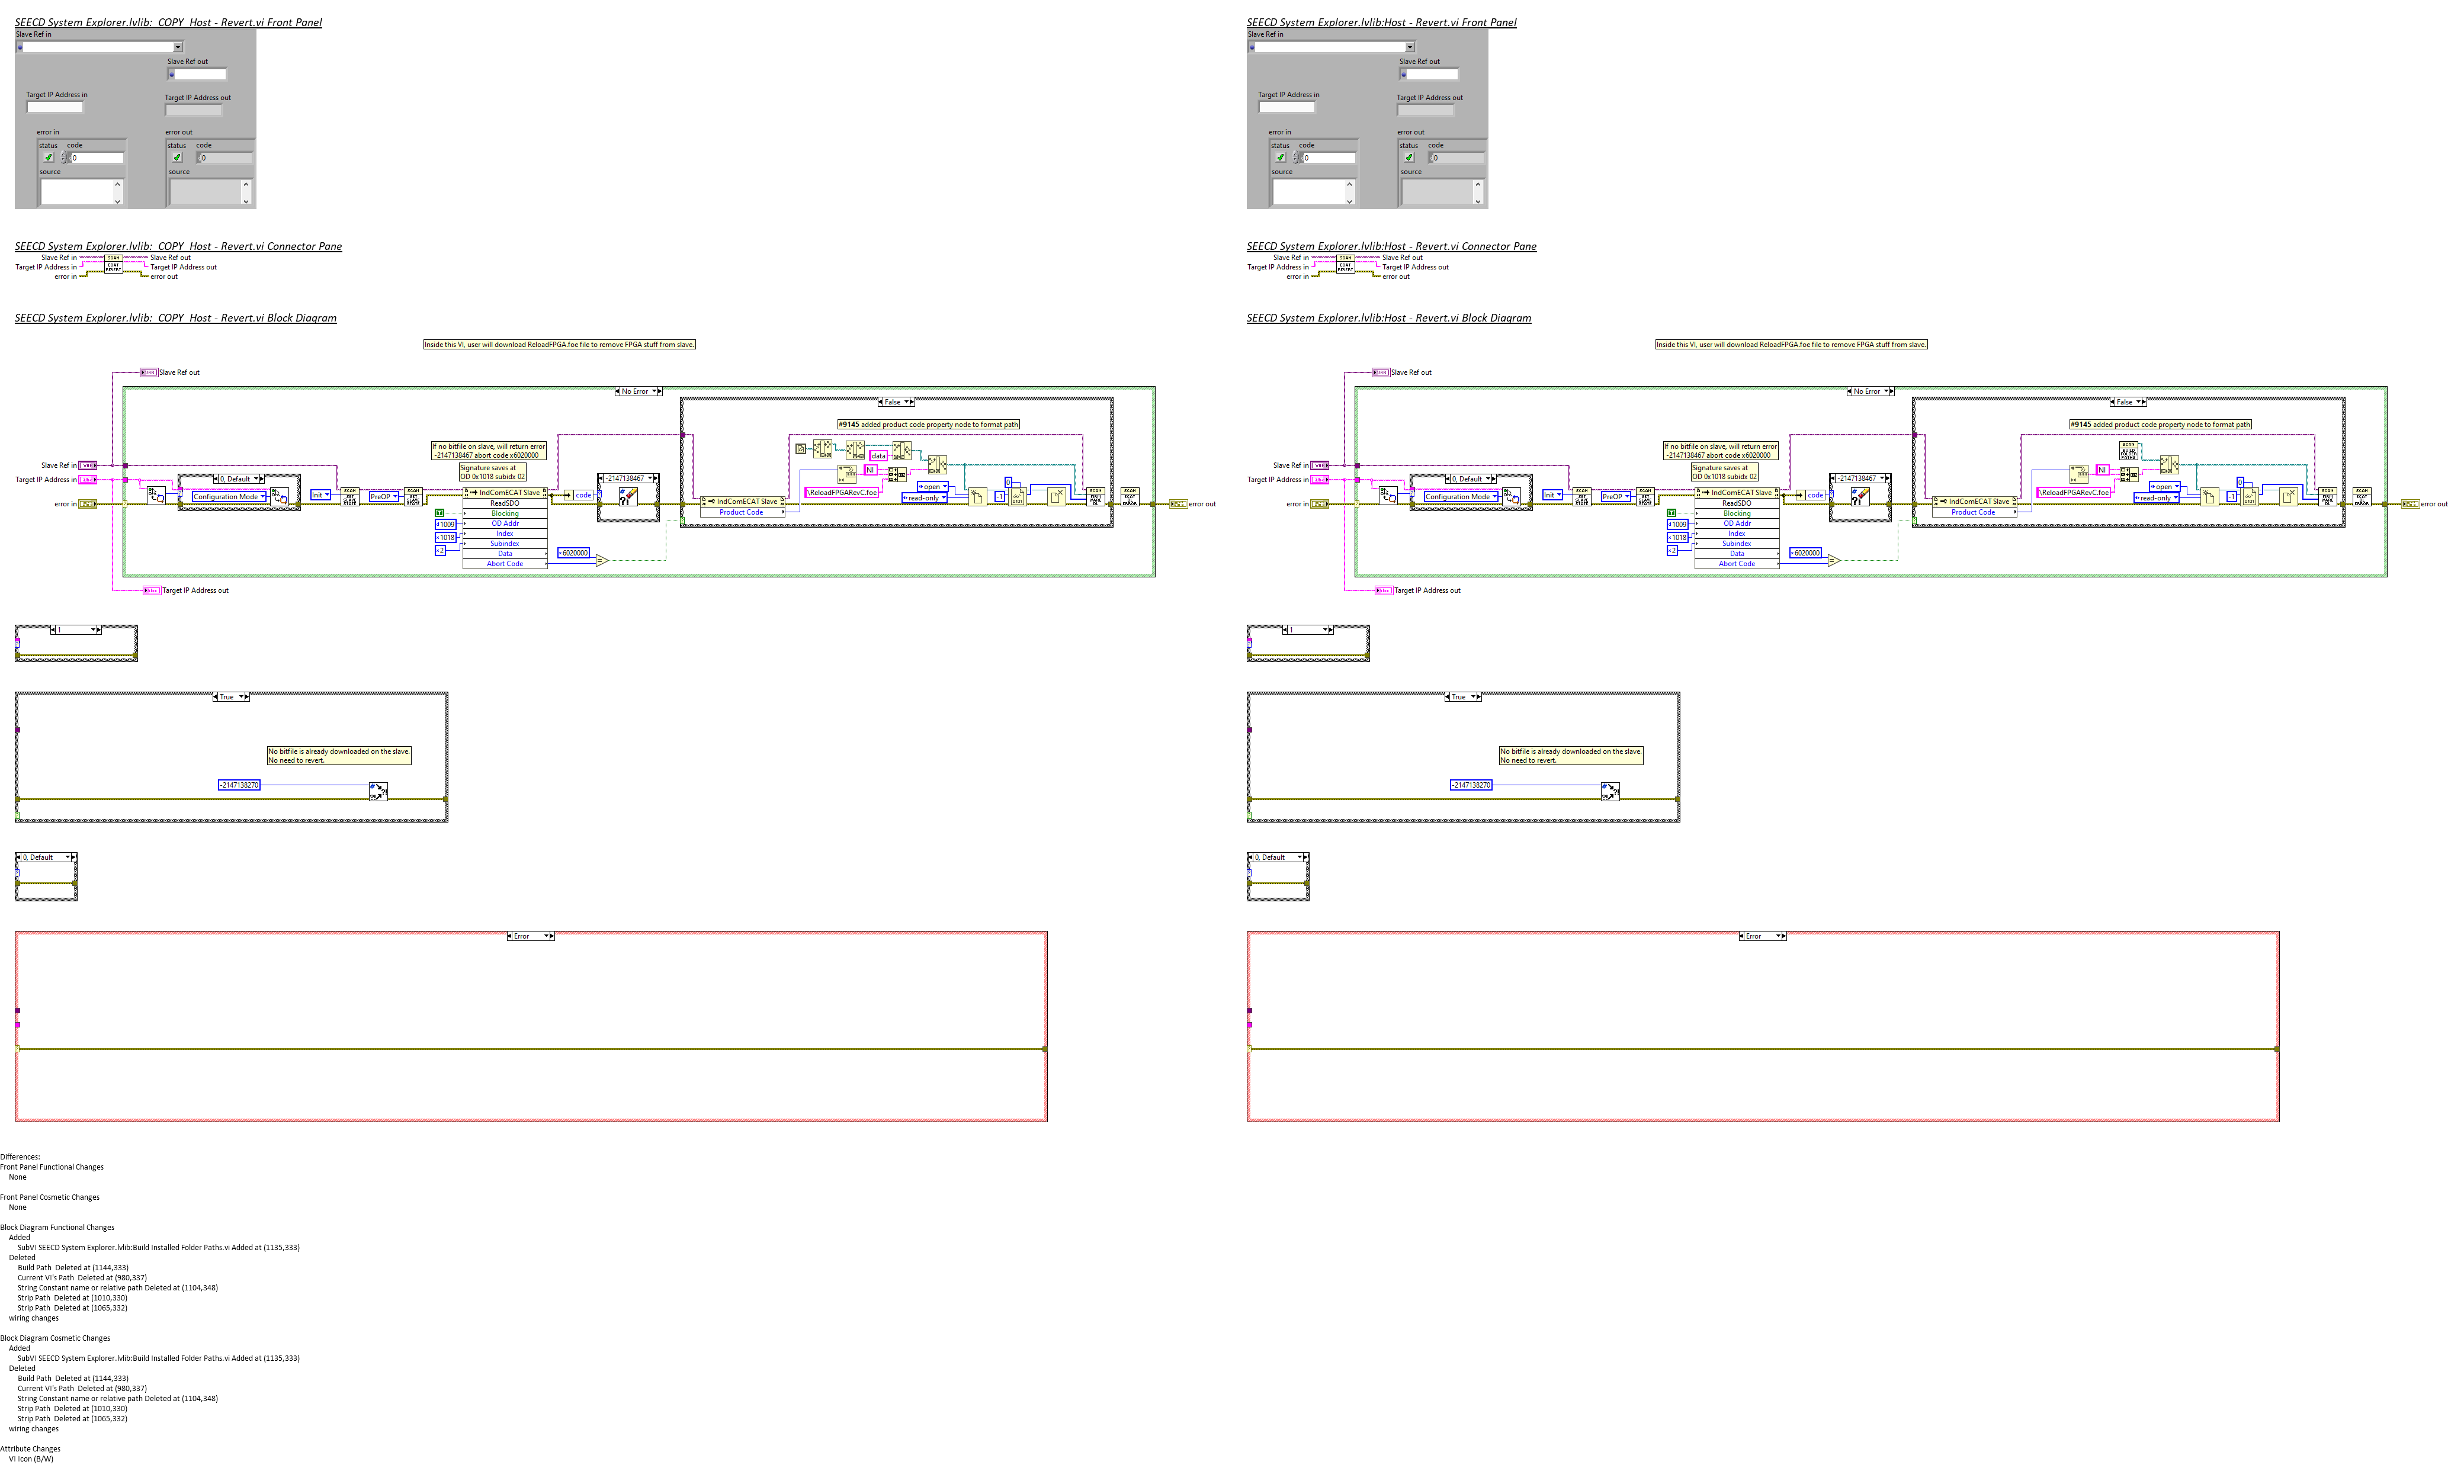 SEECD System Explorer.lvlib:_COPY_Host - Revert.vi Front Panel
Slave Ref in
Slave Ref out
Target IP Address in
Target IP Address out
error in
error out
status code
status code
0
0
source
source
SEECD System Explorer.lvlib:_COPY_Host - Revert.vi Connector Pane
Slave Ref in
Slave Ref out
Target IP Address in
Target IP Address out
error in
error out
SEECD System Explorer.lvlib:_COPY_Host - Revert.vi Block Diagram
Inside this VI, user will download ReloadFPGA.foe file to remove FPGA stuff from slave.
Slave Ref out
No Error
False
#9145 added product code property node to format path
If no bitfile on slave, will return error
-2147138467 abort code x6020000
Signature saves at
OD 0x1018 subidx 02
data
Slave Ref in
NI
Target IP Address in
0, Default
-2147138467
open
0
Configuration Mode
Init
PreOP
IndComECAT Slave
code
\ReloadFPGARevC.foe
read-only
-1
error in
ReadSDO
IndComECAT Slave
error out
Blocking
Product Code
1009
OD Addr
x1018
Index
x2
Subindex
Data
x6020000
Abort Code
Target IP Address out
1
True
No bitfile is already downloaded on the slave.
No need to revert.
-2147138270
0, Default
Error
Differences:
Front Panel Functional Changes
None
Front Panel Cosmetic Changes
None
Block Diagram Functional Changes
Added
SubVI SEECD System Explorer.lvlib:Build Installed Folder Paths.vi Added at (1135,333)
Deleted
Build Path  Deleted at (1144,333)
Current VI's Path  Deleted at (980,337)
String Constant name or relative path Deleted at (1104,348)
Strip Path  Deleted at (1010,330)
Strip Path  Deleted at (1065,332)
wiring changes
Block Diagram Cosmetic Changes
Added
SubVI SEECD System Explorer.lvlib:Build Installed Folder Paths.vi Added at (1135,333)
Deleted
Build Path  Deleted at (1144,333)
Current VI's Path  Deleted at (980,337)
String Constant name or relative path Deleted at (1104,348)
Strip Path  Deleted at (1010,330)
Strip Path  Deleted at (1065,332)
wiring changes
Attribute Changes
VI Icon (B/W)
SEECD System Explorer.lvlib:Host - Revert.vi Front Panel
Slave Ref in
Slave Ref out
Target IP Address in
Target IP Address out
error in
error out
status code
status code
0
0
source
source
SEECD System Explorer.lvlib:Host - Revert.vi Connector Pane
Slave Ref in
Slave Ref out
Target IP Address in
Target IP Address out
error in
error out
SEECD System Explorer.lvlib:Host - Revert.vi Block Diagram
Inside this VI, user will download ReloadFPGA.foe file to remove FPGA stuff from slave.
Slave Ref out
No Error
False
#9145 added product code property node to format path
If no bitfile on slave, will return error
-2147138467 abort code x6020000
Signature saves at
OD 0x1018 subidx 02
Slave Ref in
NI
Target IP Address in
0, Default
-2147138467
open
0
Configuration Mode
Init
PreOP
IndComECAT Slave
code
\ReloadFPGARevC.foe
read-only
-1
error in
ReadSDO
IndComECAT Slave
error out
Blocking
Product Code
1009
OD Addr
x1018
Index
x2
Subindex
Data
x6020000
Abort Code
Target IP Address out
1
True
No bitfile is already downloaded on the slave.
No need to revert.
-2147138270
0, Default
Error